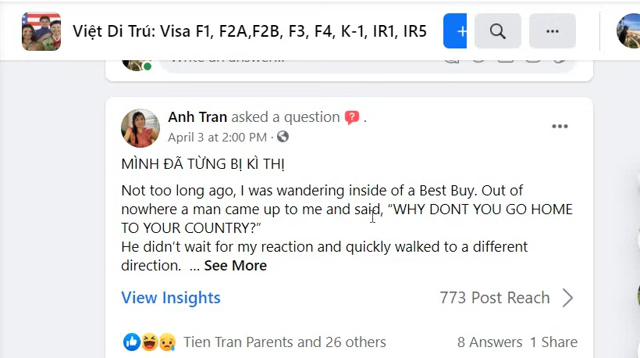 Việt Di Trú: Visa F1, F2A,F2B, F3, F4, K-1, IR1, IR5
Anh Tran asked a question .
April 3 at 2:00 PM ·
MÌNH ĐÃ TỪNG BỊ KÌ THỊ
Not too long ago, I was wandering inside of a Best Buy. Out of
nowhere a man came up to me and said, “WHY DONT YOU GO HOME
TO YOUR COUNTRY?”
He didn’t wait for my reaction and quickly walked to a different
direction. ... See More
View Insights 773 Post Reach
Tien Tran Parents and 26 others 8 Answers 1 Share